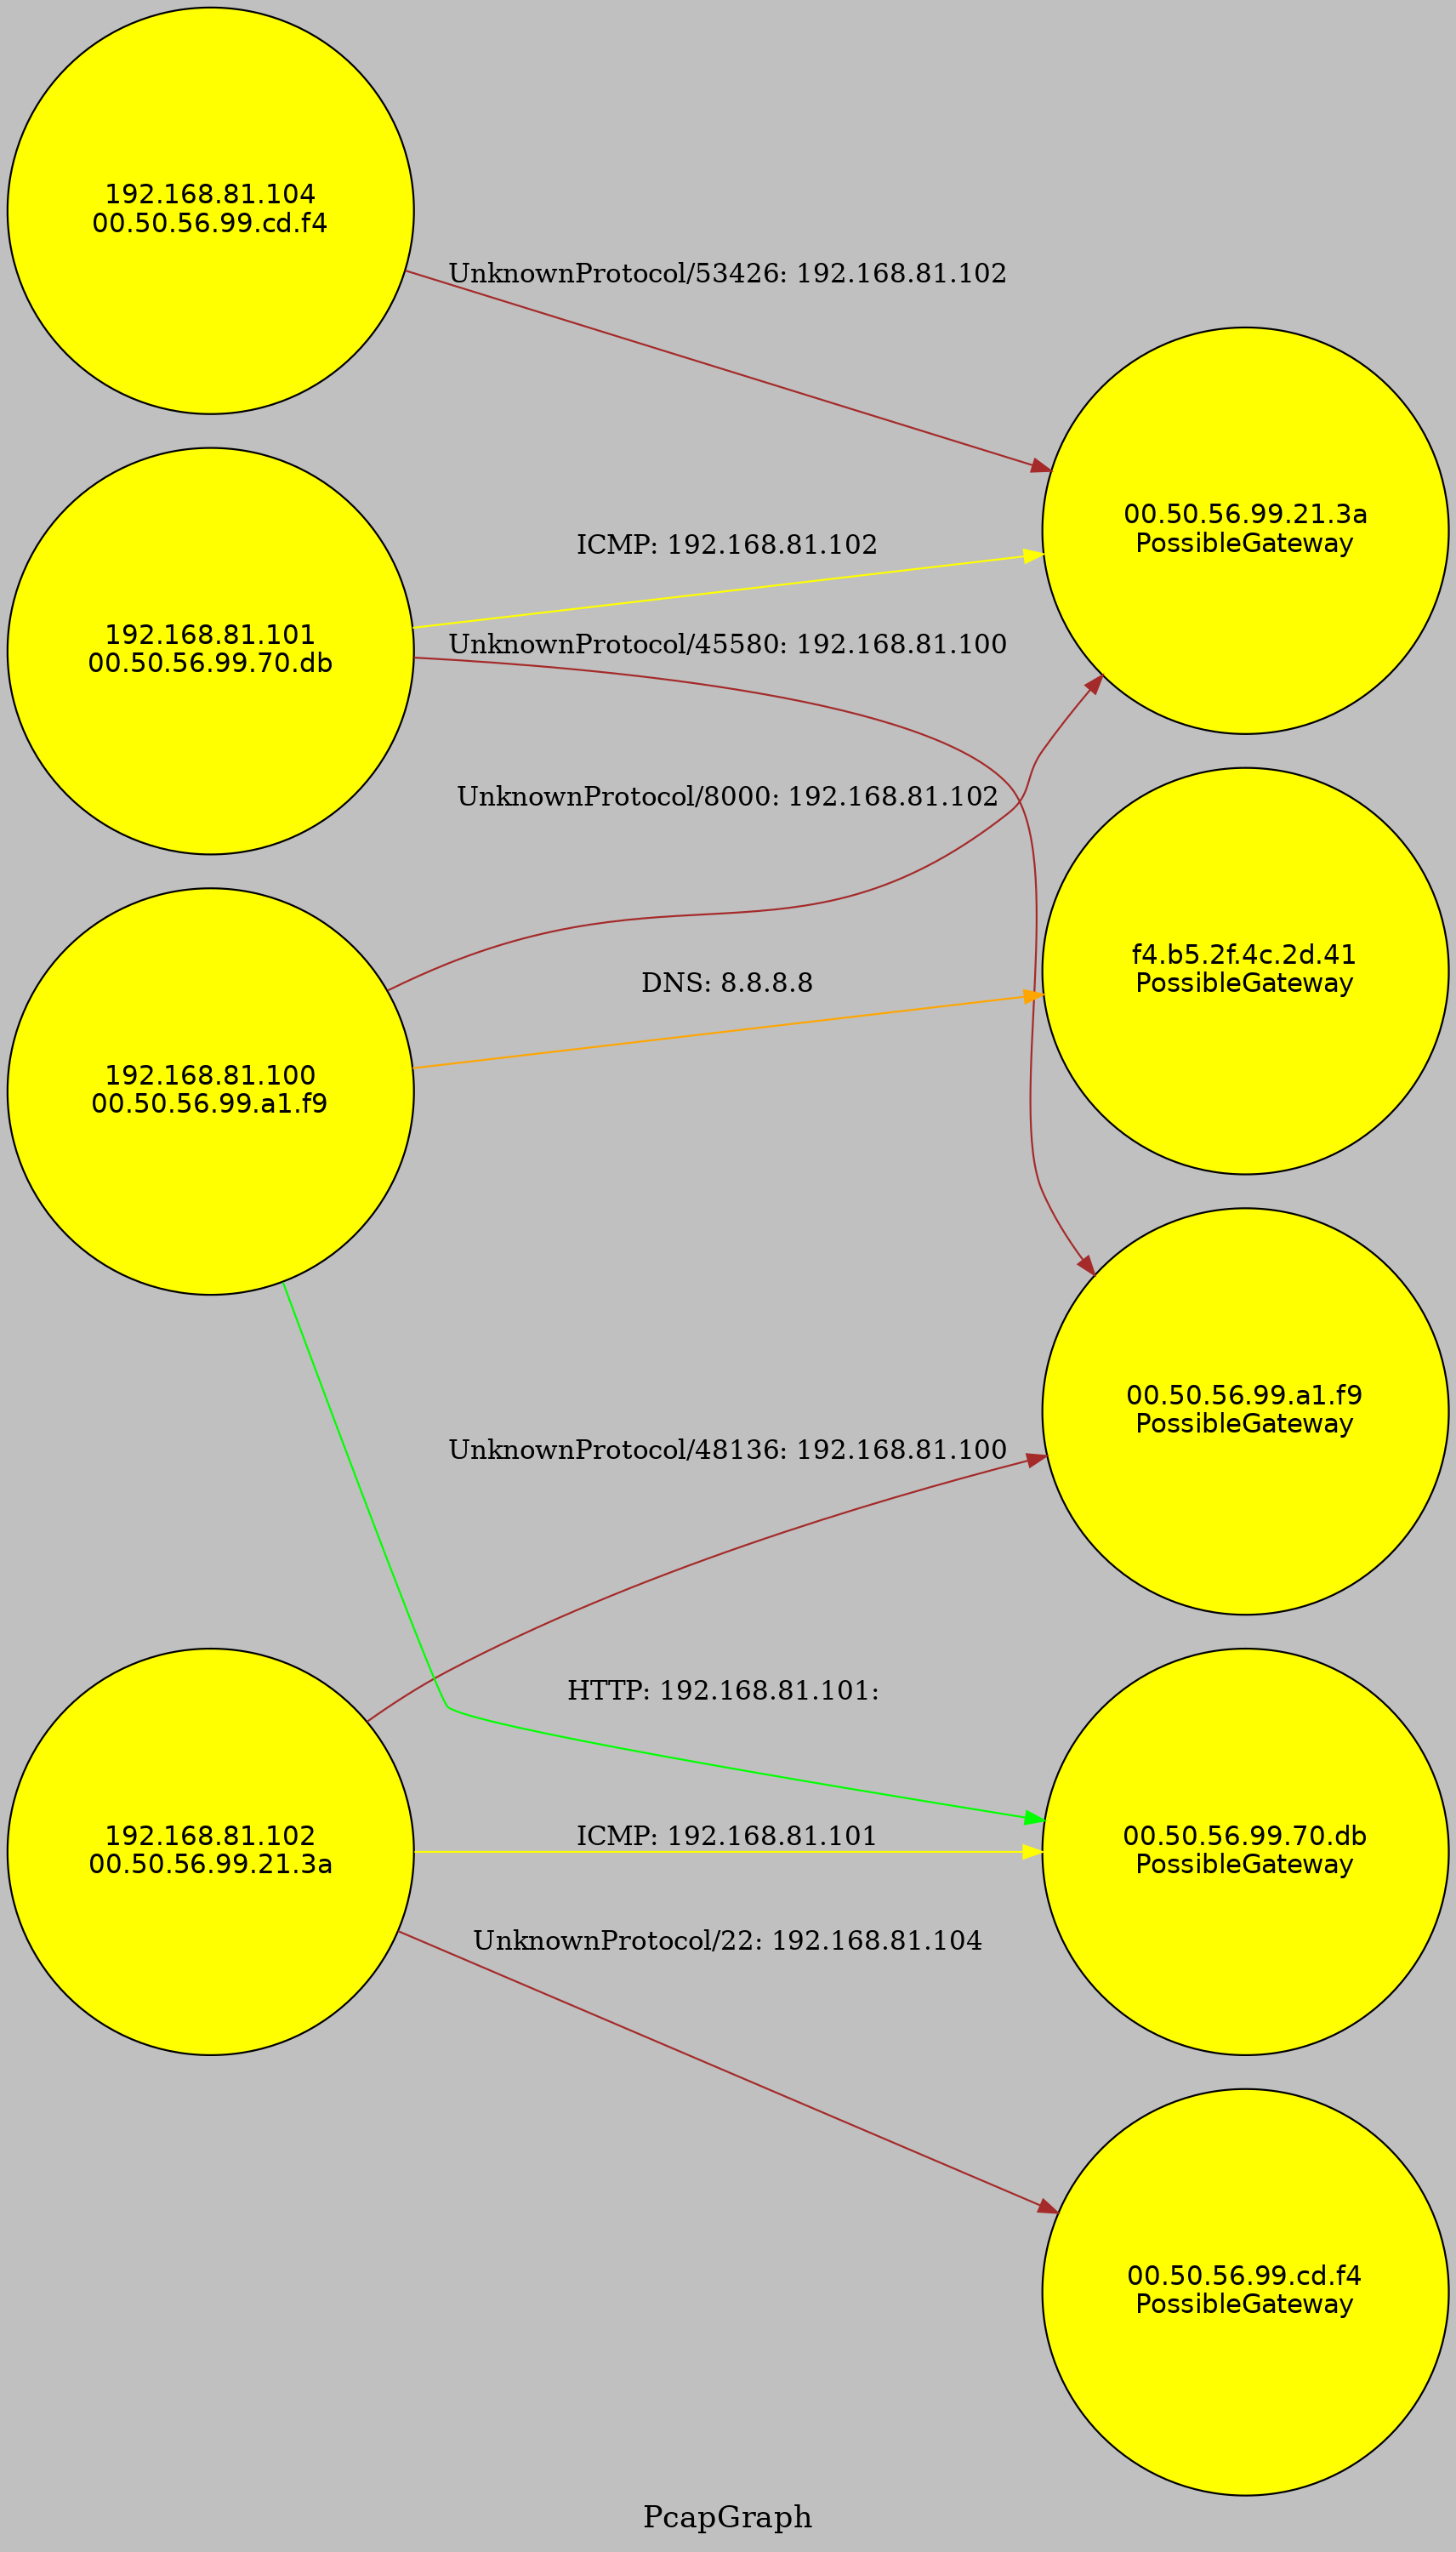 192.168.81.104
00.50.56.99.cd.f4
UnknownProtocol/53426: 192.168.81.102
00.50.56.99.21.3a
PossibleGateway
ICMP: 192.168.81.102
192.168.81.101
00.50.56.99.70.db
UnknownProtocol/45580: 192.168.81.100
UnknownProtocol/8000: 192.168.81.102
f4.b5.2f.4c.2d.41
PossibleGateway
DNS: 8.8.8.8
192.168.81.100
00.50.56.99.a1.f9
00.50.56.99.a1.f9
PossibleGateway
UnknownProtocol/48136: 192.168.81.100
HTTP: 192.168.81.101:
192.168.81.102
00.50.56.99.21.3a
ICMP: 192.168.81.101
00.50.56.99.70.db
PossibleGateway
UnknownProtocol/22: 192.168.81.104
00.50.56.99.cd.f4
PossibleGateway
PcapGraph